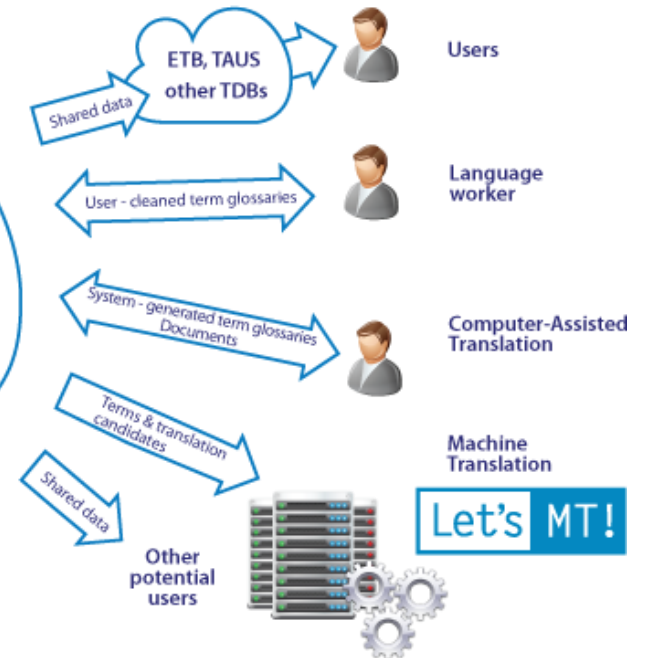 ETB, TAUS
other TDBs
Users
Shared data
User - cleaned term glossaries
Language
worker
System - generated term glossaries
Documents
Computer-Assisted
Translation
Terms & translation
candidates
Machine
Translation
Let's MT!
Shared data
Other
potential
users